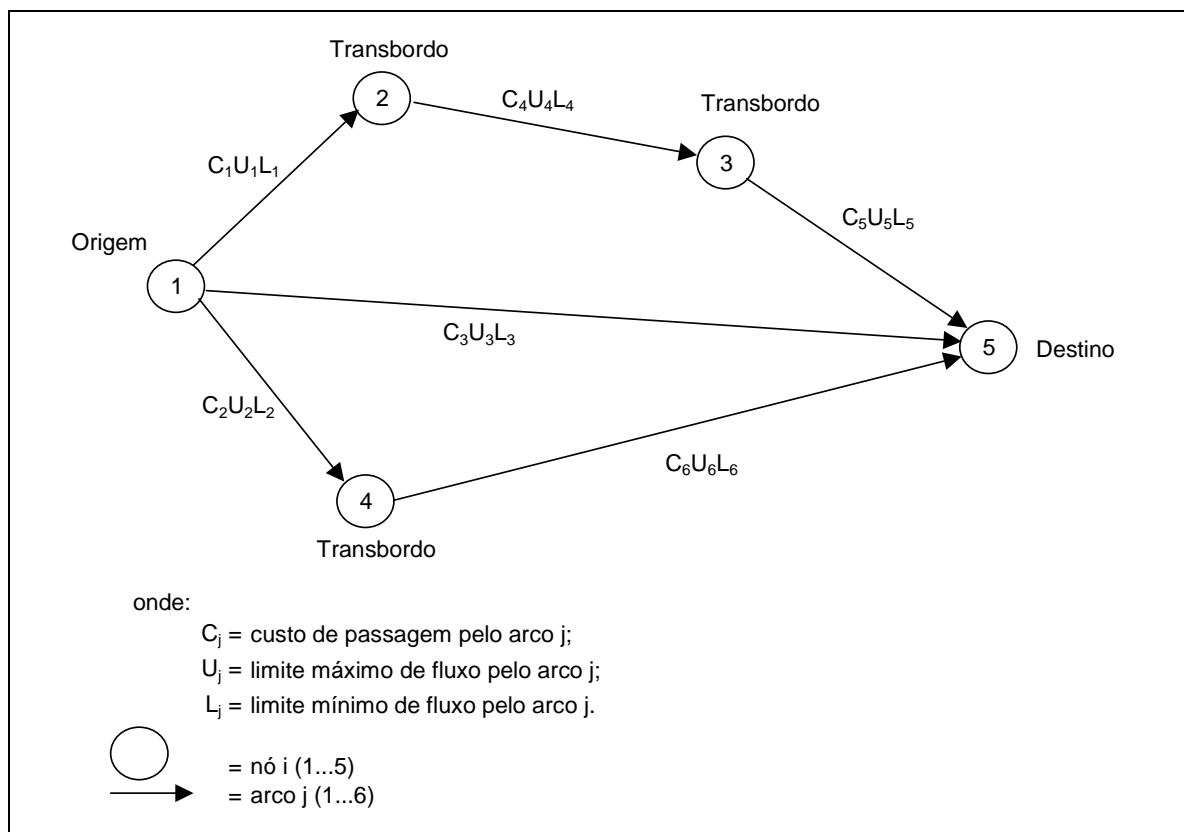 Transbordo
2
C₄U₄L₄
Transbordo
3
C₁U₁L₁
C₅U₅L₅
Origem
1
C₃U₃L₃
5
Destino
C₂U₂L₂
C₆U₆L₆
4
Transbordo
onde:
Cⱼ = custo de passagem pelo arco j;
Uⱼ = limite máximo de fluxo pelo arco j;
Lⱼ = limite mínimo de fluxo pelo arco j.
= nó i (1...5)
= arco j (1...6)